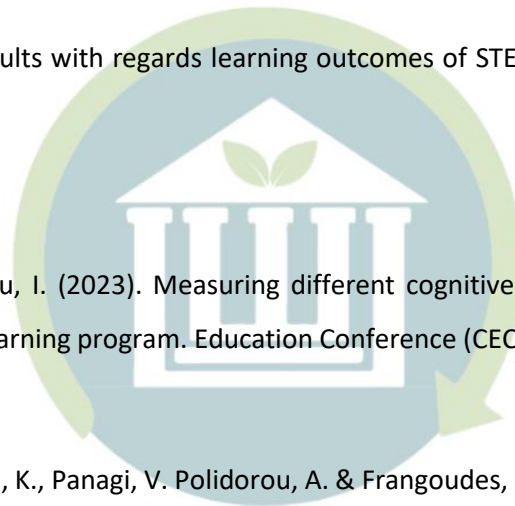 ults with regards learning outcomes of STE
u, I. (2023). Measuring different cognitive
arning program. Education Conference (CEC
, K., Panagi, V. Polidorou, A. & Frangoudes,